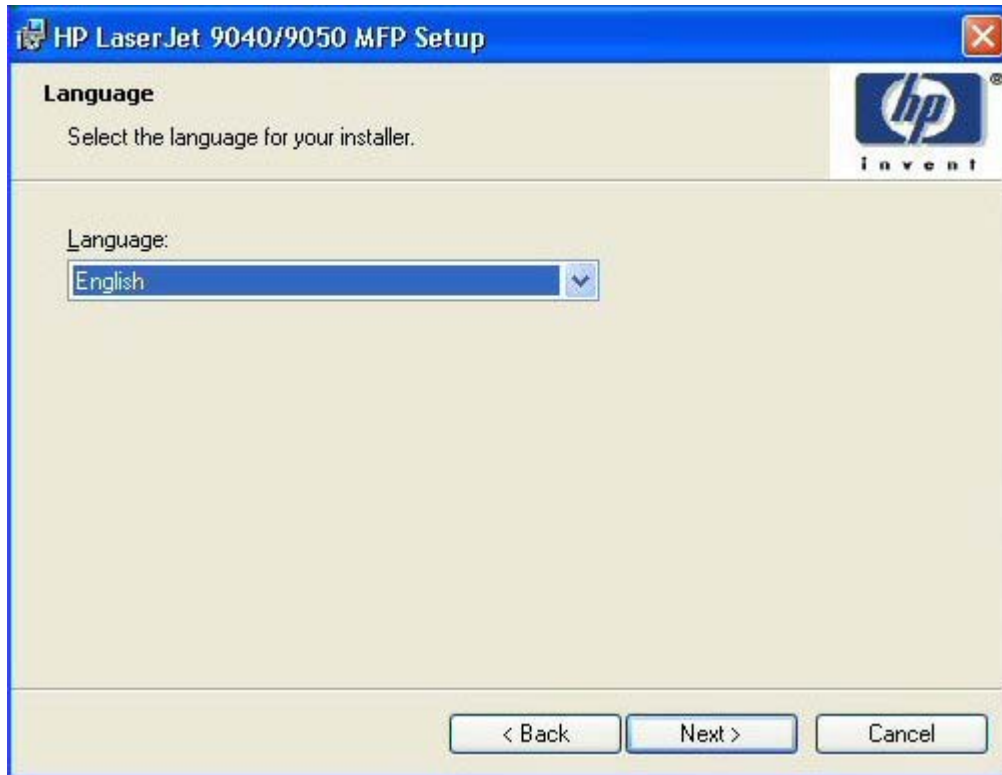 HP LaserJet 9040/9050 MFP Setup
Language
Select the language for your installer.
hp ®
invent
Language:
English
< Back
Next >
Cancel